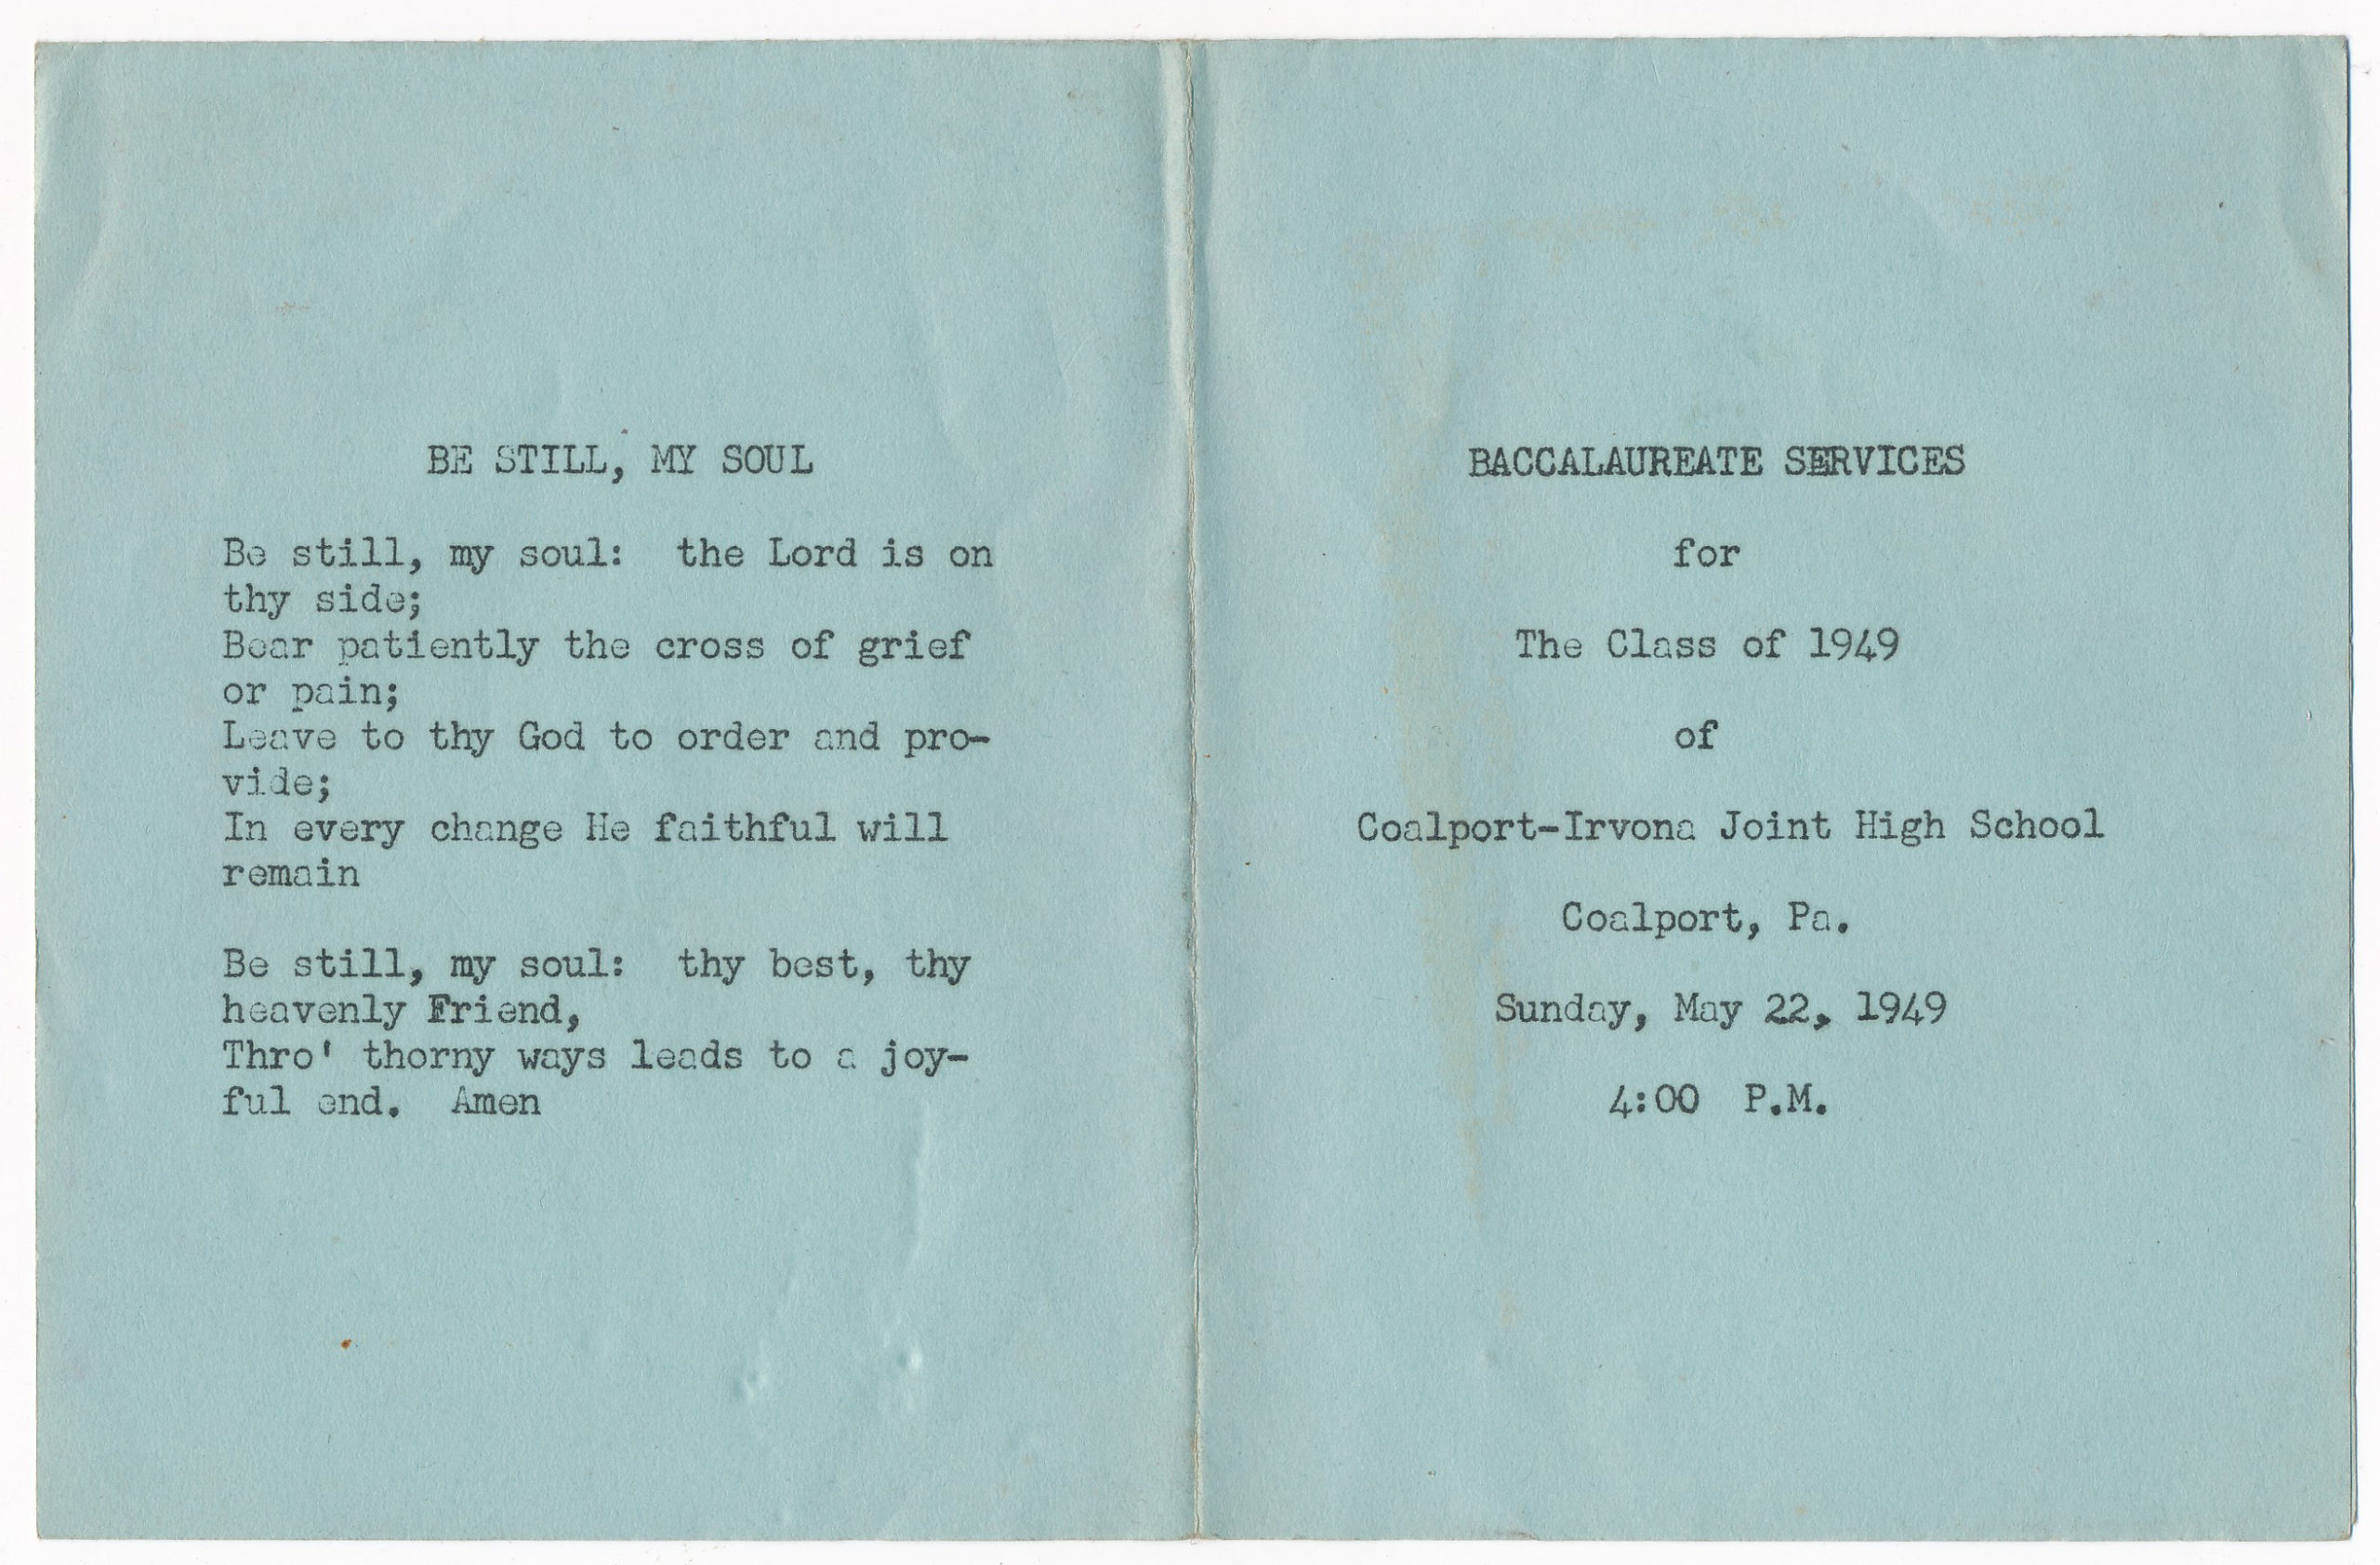 BE STILL, MY SOUL
Be still, my soul:  the Lord is on
thy side;
Bear patiently the cross of grief
or pain;
Leave to thy God to order and pro-
vide;
In every change He faithful will
remain
Be still, my soul:  thy best, thy
heavenly Friend,
Thro' thorny ways leads to a joy-
ful end.  Amen
BACCALAUREATE SERVICES
for
The Class of 1949
of
Coalport-Irvona Joint High School
Coalport, Pa.
Sunday, May 22, 1949
4:00  P.M.